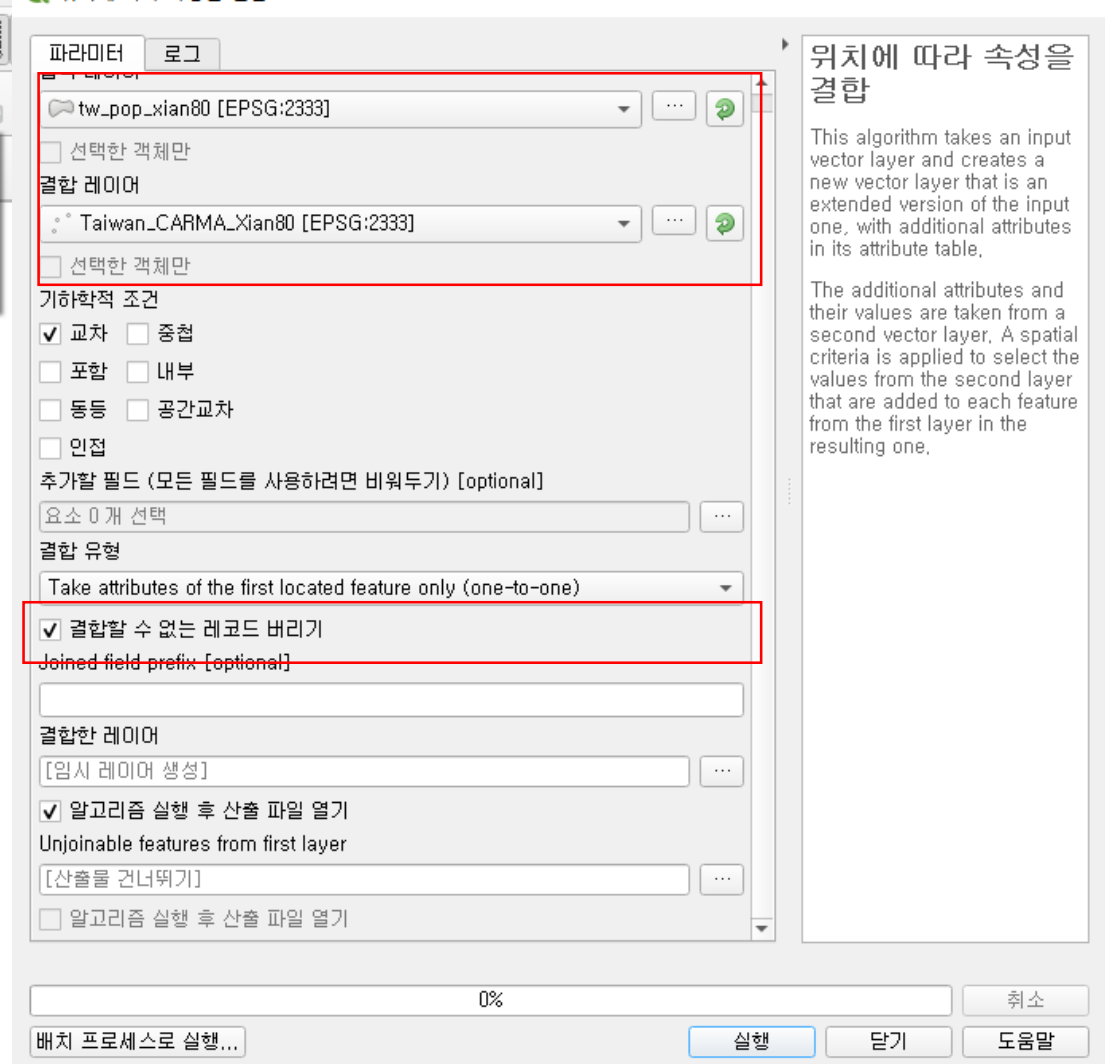 파라미터
로그
tw_pop_xian80 [EPSG:2333]
...
선택한 객체만
결합 레이어
Taiwan_CARMA_Xian80 [EPSG:2333]
...
선택한 객체만
기하학적 조건
교차 중첩
포함 내부
동등 공간교차
인접
추가할 필드 (모든 필드를 사용하려면 비워두기) [optional]
요소 0개 선택
...
결합 유형
Take attributes of the first located feature only (one-to-one)
결합할 수 없는 레코드 버리기
Joined field prefix [optional]
결합한 레이어
[임시 레이어 생성]
...
알고리즘 실행 후 산출 파일 열기
Unjoinable features from first layer
[산출물 건너뛰기]
...
알고리즘 실행 후 산출 파일 열기
위치에 따라 속성을
결합
This algorithm takes an input
vector layer and creates a
new vector layer that is an
extended version of the input
one, with additional attributes
in its attribute table.
The additional attributes and
their values are taken from a
second vector layer. A spatial
criteria is applied to select the
values from the second layer
that are added to each feature
from the first layer in the
resulting one.
0%
취소
배치 프로세스로 실행...
실행
닫기
도움말